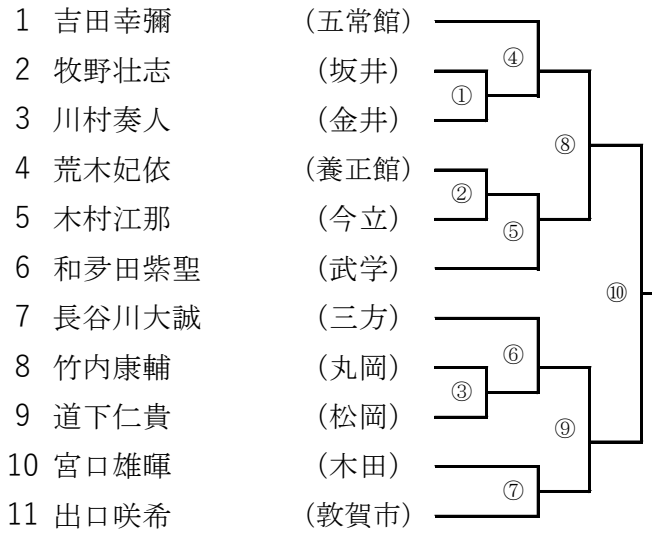 1 吉田幸彌 (五常館)
④
2 牧野壮志 (坂井)
①
3 川村奏人 (金井)
⑧
4 荒木妃依 (養正館)
②
5 木村江那 (今立)
⑤
6 和夛田紫聖 (武学)
⑩
7 長谷川大誠 (三方)
⑥
8 竹内康輔 (丸岡)
③
9 道下仁貴 (松岡)
⑨
10 宮口雄暉 (木田)
⑦
11 出口咲希 (敦賀市)